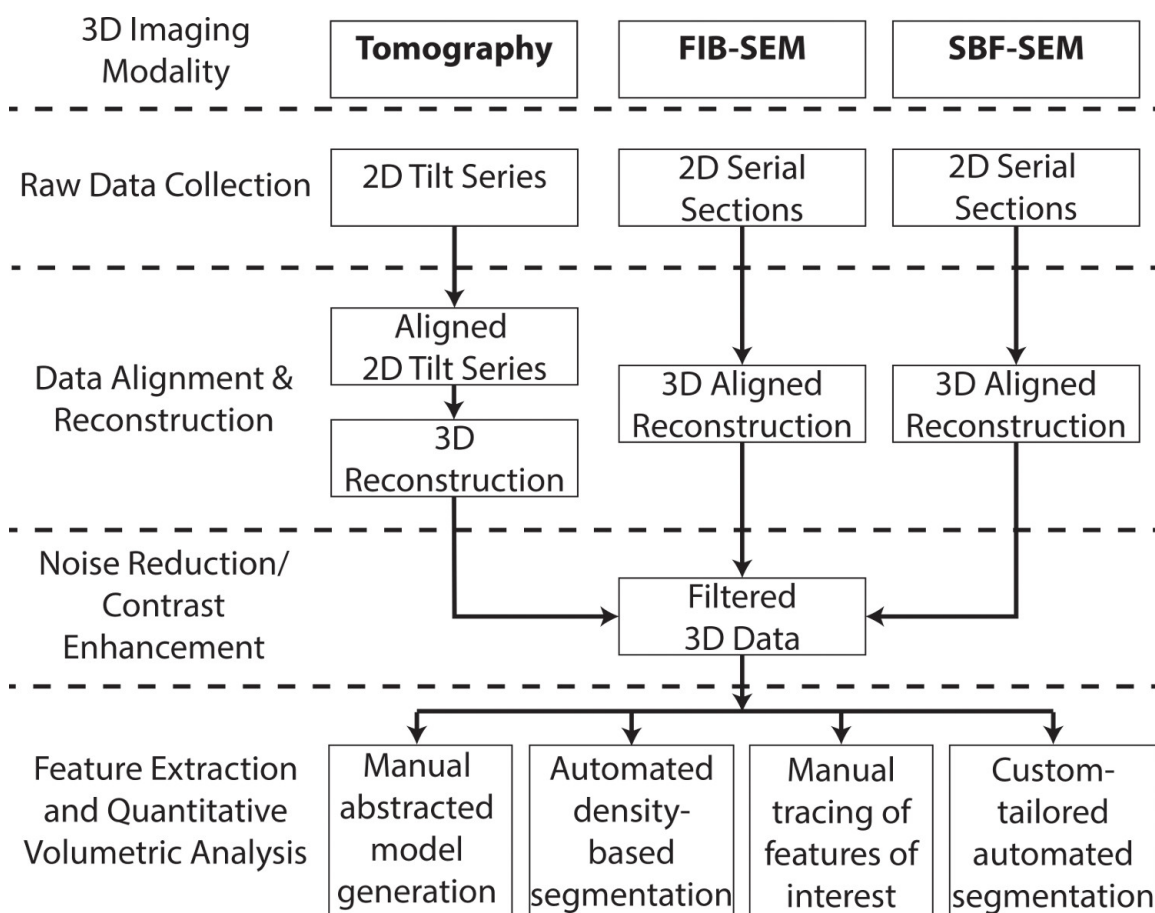 3D Imaging
Modality
Tomography
FIB-SEM
SBF-SEM
Raw Data Collection
2D Tilt Series
2D Serial
Sections
2D Serial
Sections
Data Alignment &
Reconstruction
Aligned
2D Tilt Series
3D
Reconstruction
3D Aligned
Reconstruction
3D Aligned
Reconstruction
Noise Reduction/
Contrast
Enhancement
Filtered
3D Data
Feature Extraction
and Quantitative
Volumetric Analysis
Manual
abstracted
model
generation
Automated
density-
based
segmentation
Manual
tracing of
features of
interest
Custom-
tailored
automated
segmentation